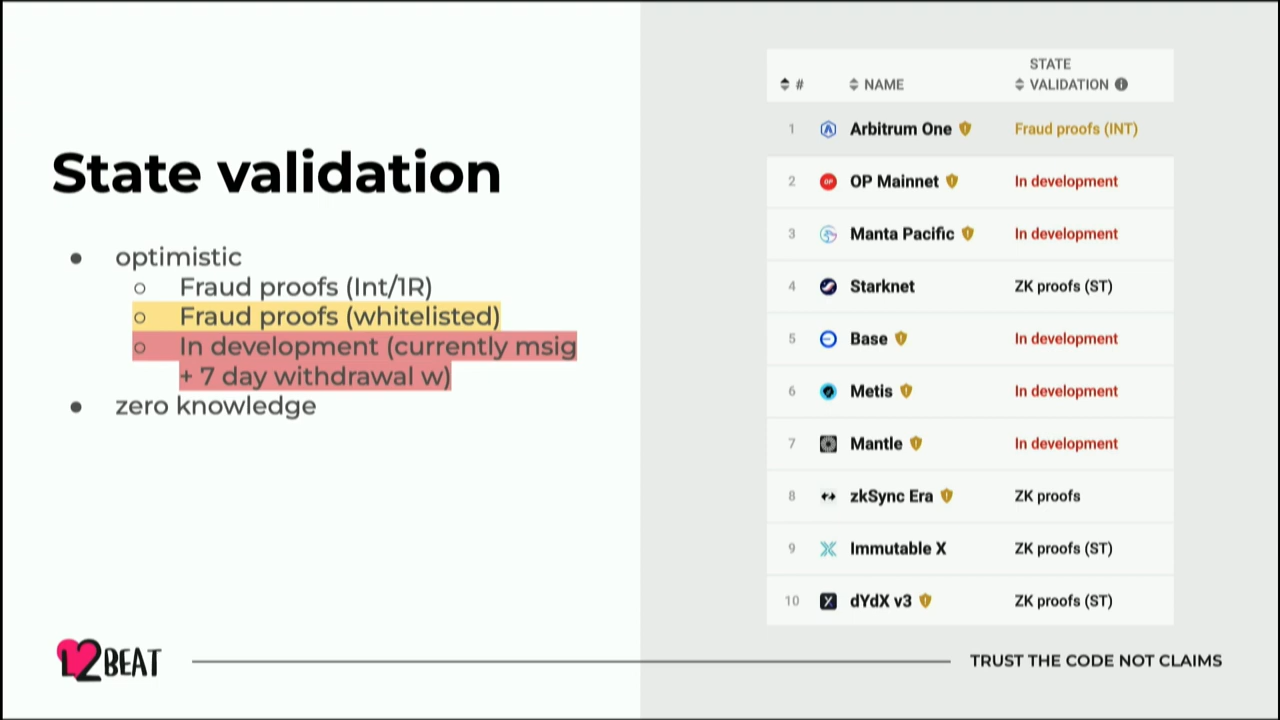 State validation
● optimistic
○ Fraud proofs (Int/1R)
○ Fraud proofs (whitelisted)
○ In development (currently msig
+ 7 day withdrawal w)
● zero knowledge
# NAME STATE VALIDATION
1 Arbitrum One Fraud proofs (INT)
2 OP Mainnet In development
3 Manta Pacific In development
4 Starknet ZK proofs (ST)
5 Base In development
6 Metis In development
7 Mantle In development
8 zkSync Era ZK proofs
9 Immutable X ZK proofs (ST)
10 dYdX v3 ZK proofs (ST)
L2BEAT
TRUST THE CODE NOT CLAIMS